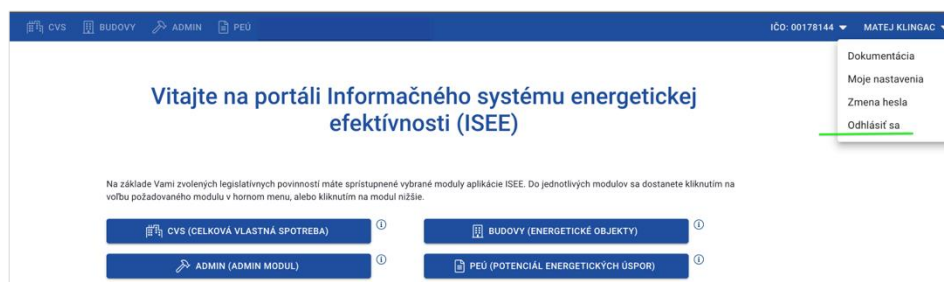 CVS BUDOVY ADMIN PEÚ IČO: 00178144 MATEJ KLINGAC
Dokumentácia
Moje nastavenia
Zmena hesla
Odhlásiť sa
Vitajte na portáli Informačného systému energetickej
efektívnosti (ISEE)
Na základe Vami zvolených legislatívnych povinností máte sprístupnené vybrané moduly aplikácie ISEE. Do jednotlivých modulov sa dostanete kliknutím na
voľbu požadovaného modulu v hornom menu, alebo kliknutím na modul nižšie.
CVS (CELKOVÁ VLASTNÁ SPOTREBA) BUDOVY (ENERGETICKÉ OBJEKTY)
ADMIN (ADMIN MODUL) PEÚ (POTENCIÁL ENERGETICKÝCH ÚSPOR)